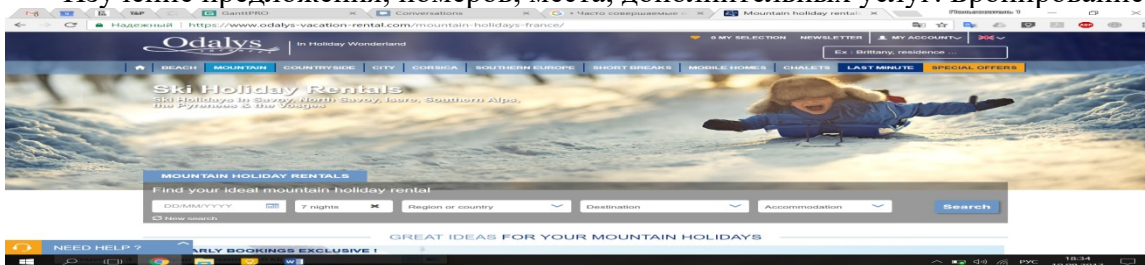 Изучение предложения, номеров, места, дополнительных услуг. Бронирование
GanttPRO
Conversations
Часто совершаемые
Mountain holiday rentals
Надежный | https://www.odalys-vacation-rental.com/mountain-holidays-france/
Odalys | In Holiday Wonderland
0 MY SELECTION NEWSLETTER MY ACCOUNT
Ex : Brittany, residence ...
BEACH MOUNTAIN COUNTRYSIDE CITY CORSICA SOUTHERN EUROPE SHORT BREAKS MOBILE HOMES CHALETS LAST MINUTE SPECIAL OFFERS
Ski Holiday Rentals
Ski Holidays in Savoy, North Savoy, Isere, Southern Alps,
the Pyrenees & the Vosges
MOUNTAIN HOLIDAY RENTALS
Find your ideal mountain holiday rental
DD/MM/YYYY 7 nights Region or country Destination Accommodation Search
New search
GREAT IDEAS FOR YOUR MOUNTAIN HOLIDAYS
NEED HELP ?
EARLY BOOKINGS EXCLUSIVE !
РУС 18:34